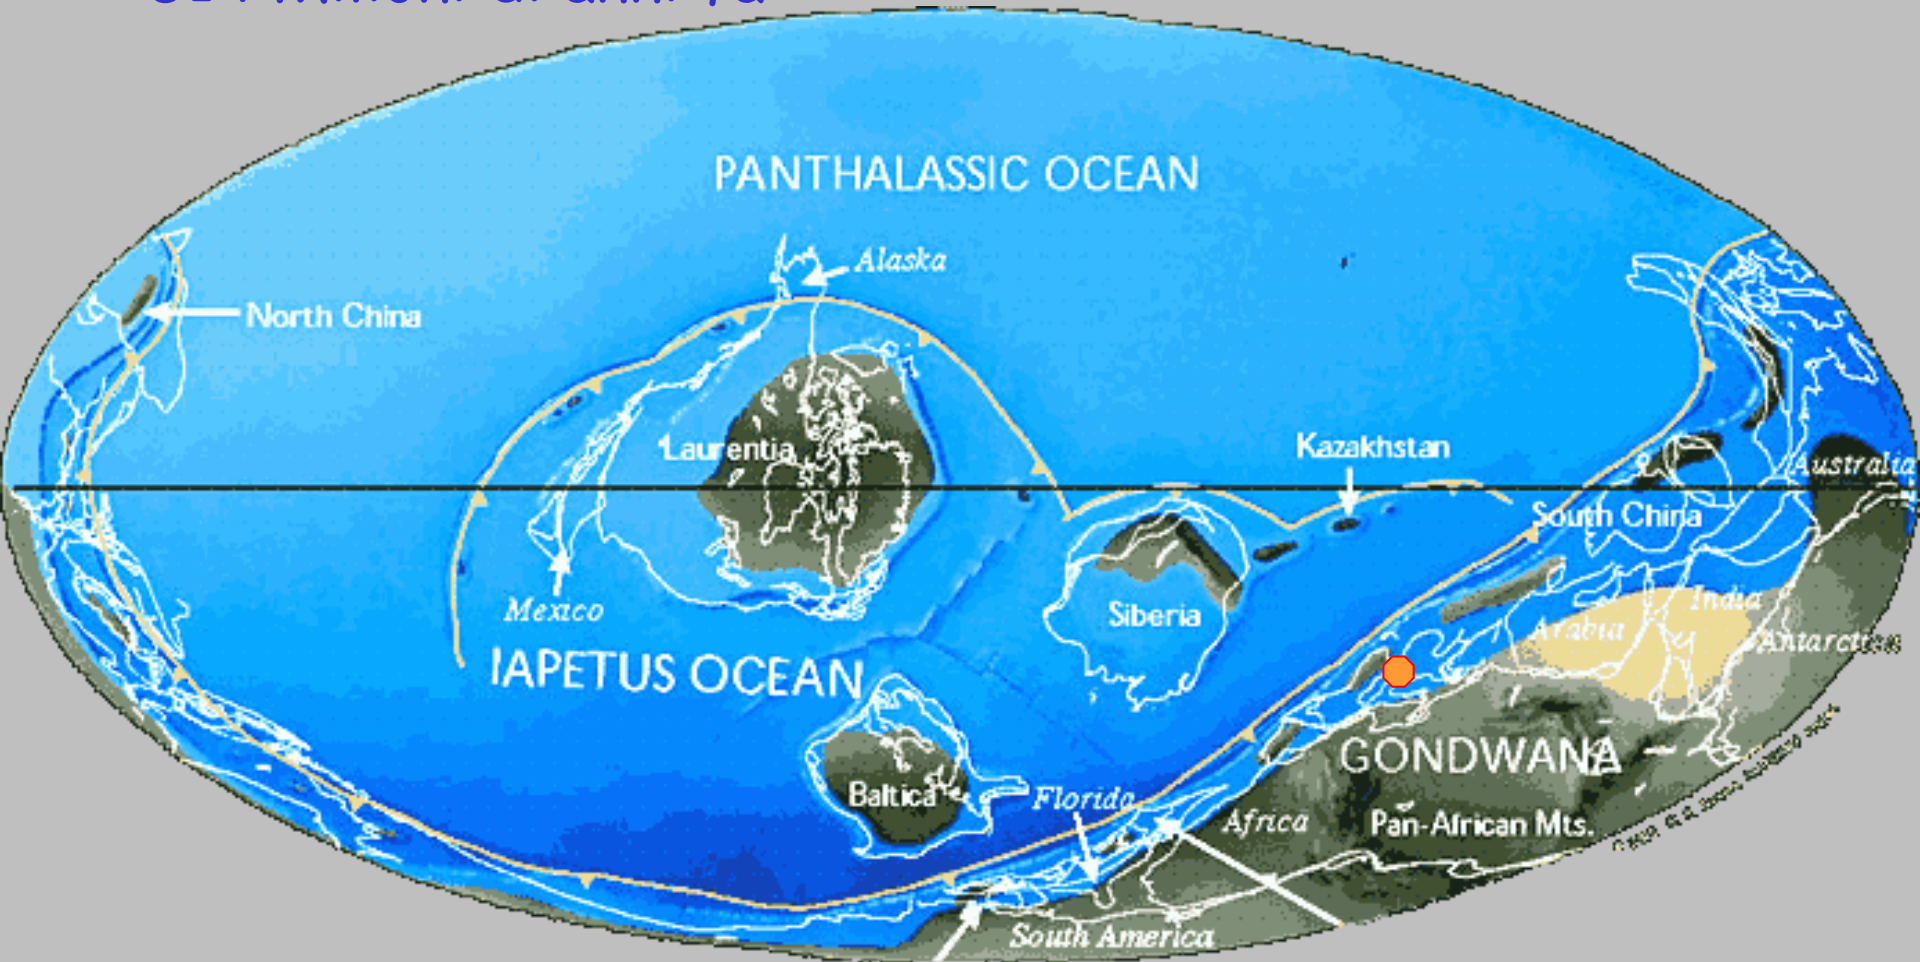 PANTHALASSIC OCEAN
Alaska
North China
Laurentia
Kazakhstan
Australia
South China
Mexico
Siberia
India
Arabia
Antarctica
IAPETUS OCEAN
GONDWANA
Baltica
Florida
Africa
Pan-African Mts.
South America